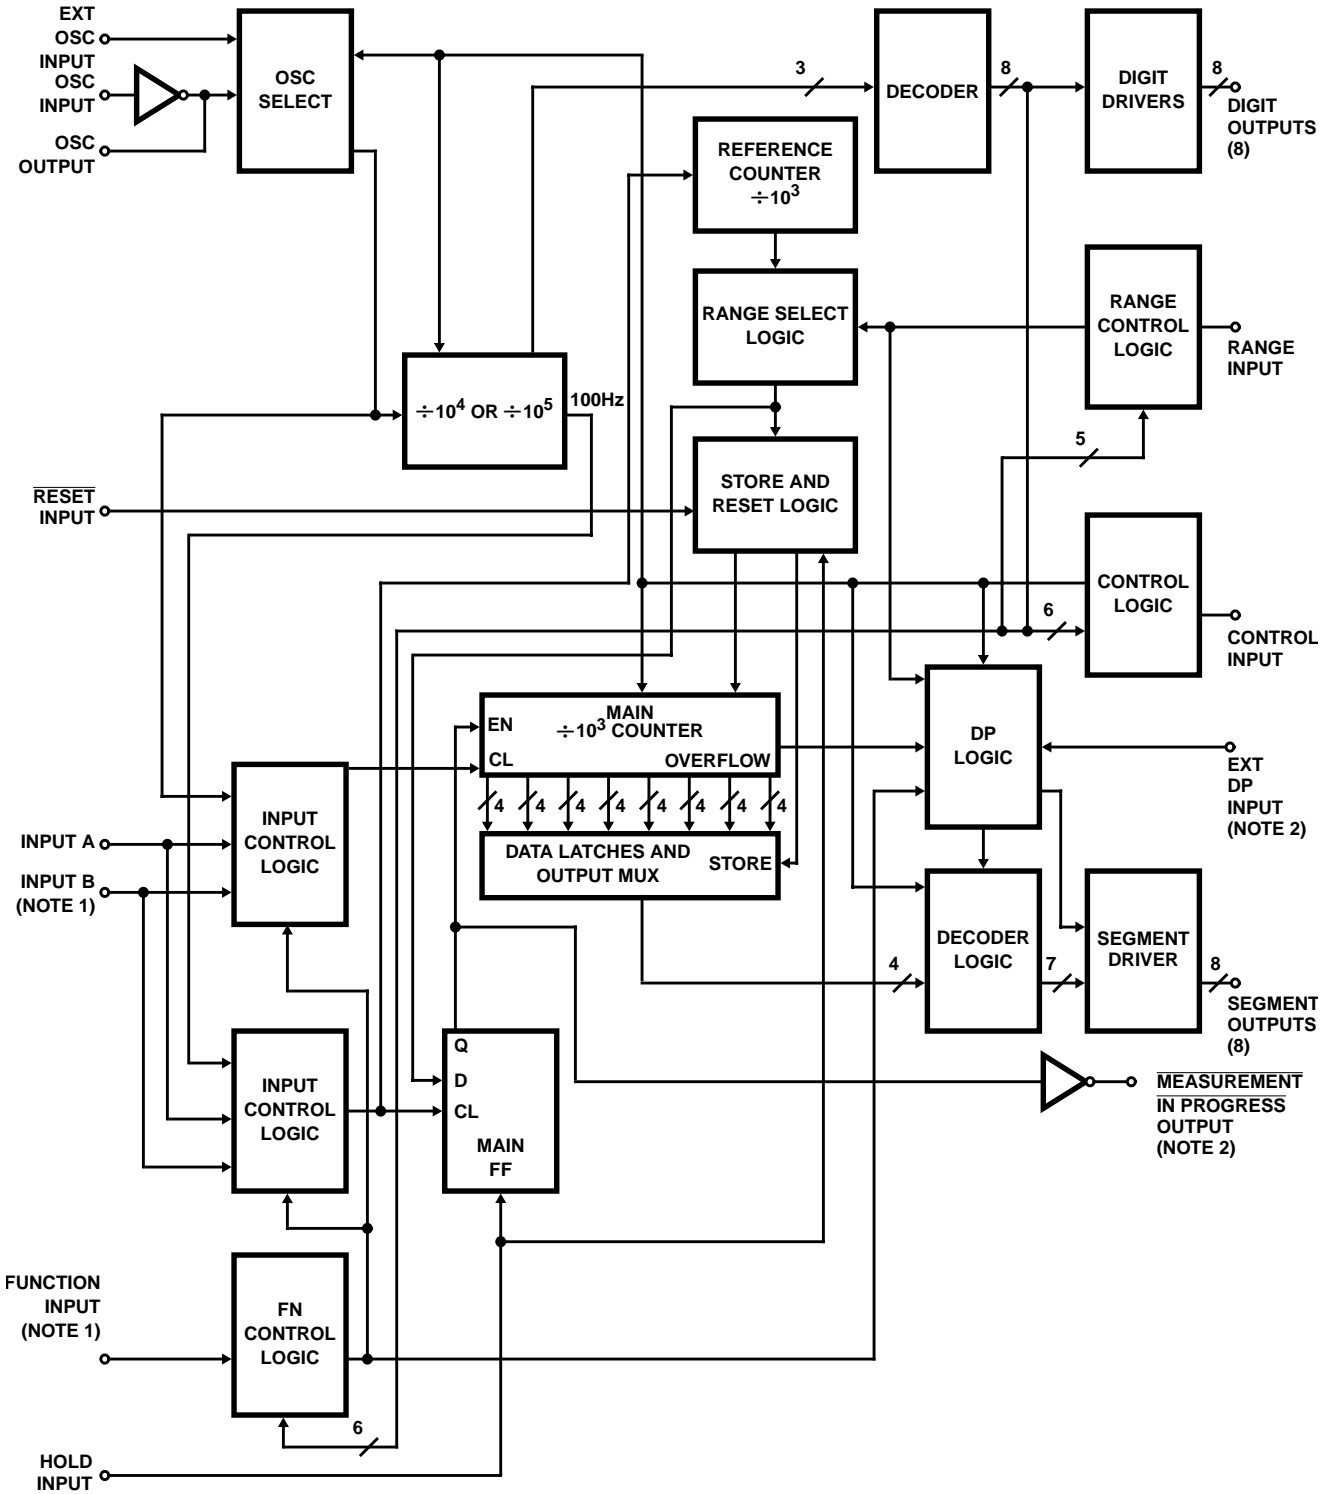 EXT
OSC
INPUT
OSC
INPUT
OSC
OUTPUT
OSC
SELECT
3
DECODER
8
DIGIT
DRIVERS
8
DIGIT
OUTPUTS
(8)
REFERENCE
COUNTER
÷10³
RANGE SELECT
LOGIC
RANGE
CONTROL
LOGIC
RANGE
INPUT
÷10⁴ OR ÷10⁵
100Hz
5
RESET
INPUT
STORE AND
RESET LOGIC
CONTROL
LOGIC
6
CONTROL
INPUT
MAIN
÷10³ COUNTER
EN
CL
OVERFLOW
4 4 4 4 4 4 4 4
DATA LATCHES AND
OUTPUT MUX
STORE
DP
LOGIC
EXT
DP
INPUT
(NOTE 2)
INPUT
CONTROL
LOGIC
INPUT A
INPUT B
(NOTE 1)
4
DECODER
LOGIC
7
SEGMENT
DRIVER
8
SEGMENT
OUTPUTS
(8)
INPUT
CONTROL
LOGIC
Q
D
CL
MAIN
FF
MEASUREMENT
IN PROGRESS
OUTPUT
(NOTE 2)
FUNCTION
INPUT
(NOTE 1)
FN
CONTROL
LOGIC
6
HOLD
INPUT